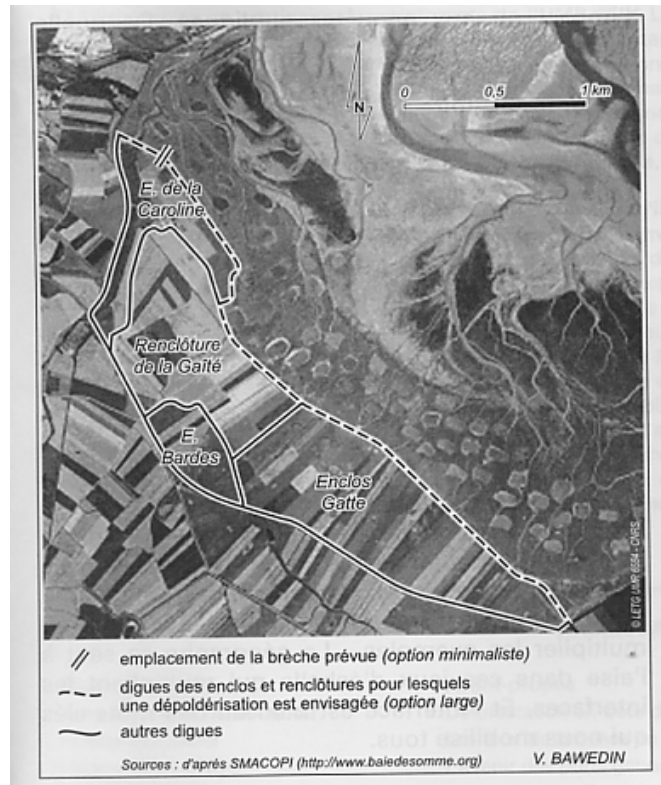 N
0 0,5 1 km
E. de la
Caroline
Renclôture
de la Gaîté
E.
Bardes
Enclos
Gatte
© LETG UMR 6554 - CNRS
emplacement de la brèche prévue (option minimaliste)
digues des enclos et renclôtures pour lesquels
une dépoldérisation est envisagée (option large)
autres digues
Sources : d'après SMACOPI (http://www.baiedesomme.org) V. BAWEDIN